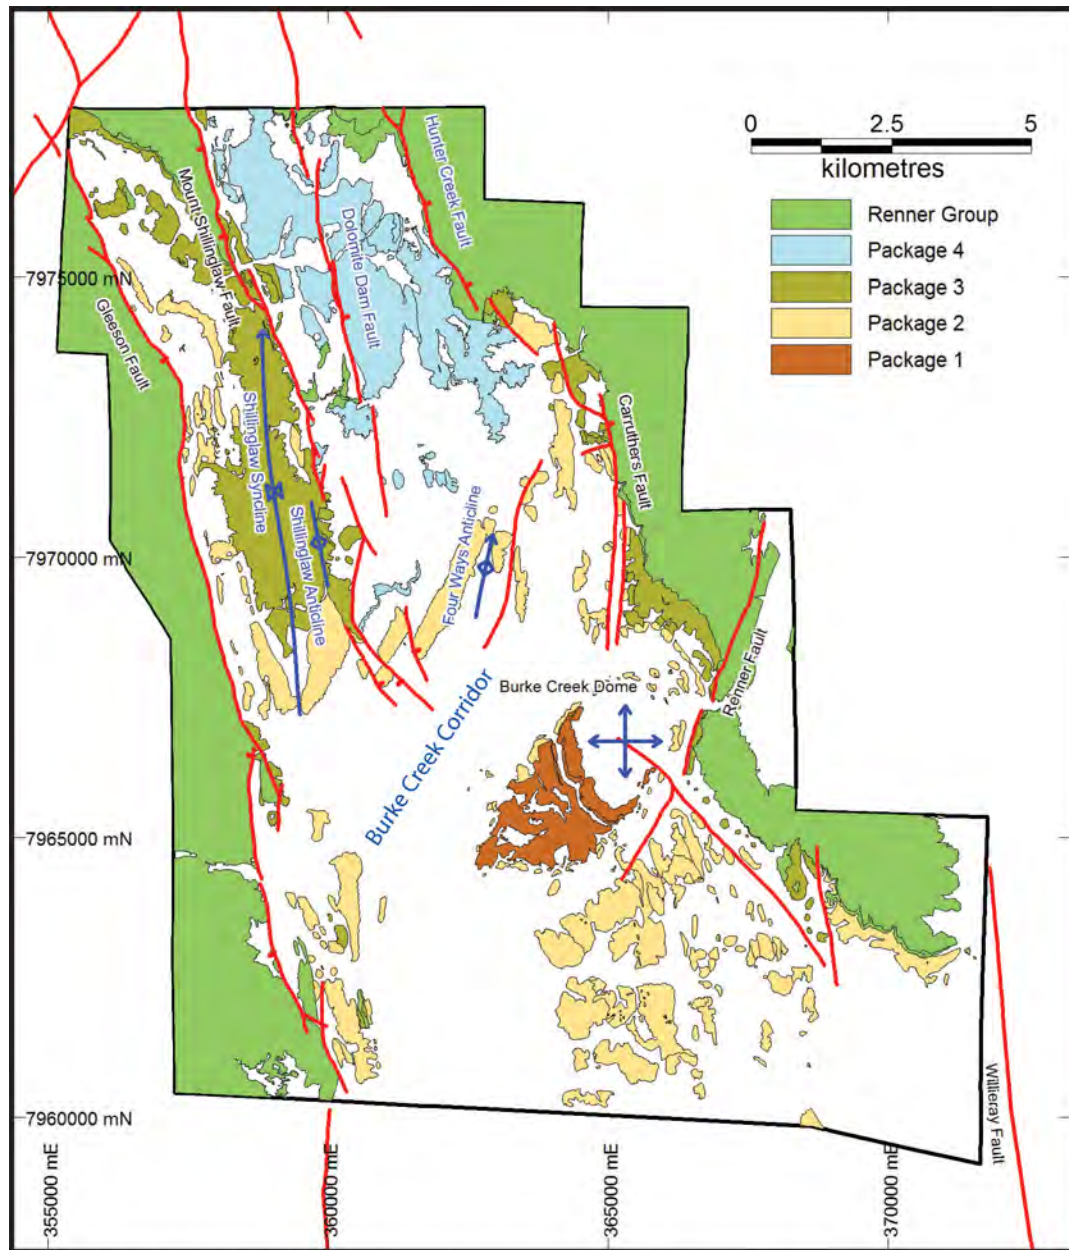 0 2.5 5
kilometres
Renner Group
Package 4
Package 3
Package 2
Package 1
Hunter Creek Fault
Mount Shillinglaw Fault
Dolomite Dam Fault
7975000 mN
Gleeson Fault
Carruthers Fault
Shillinglaw Syncline
Shillinglaw Anticline
Four Ways Anticline
7970000 mN
Renner Fault
Burke Creek Dome
Burke Creek Corridor
7965000 mN
Willieray Fault
7960000 mN
355000 mE
360000 mE
365000 mE
370000 mE